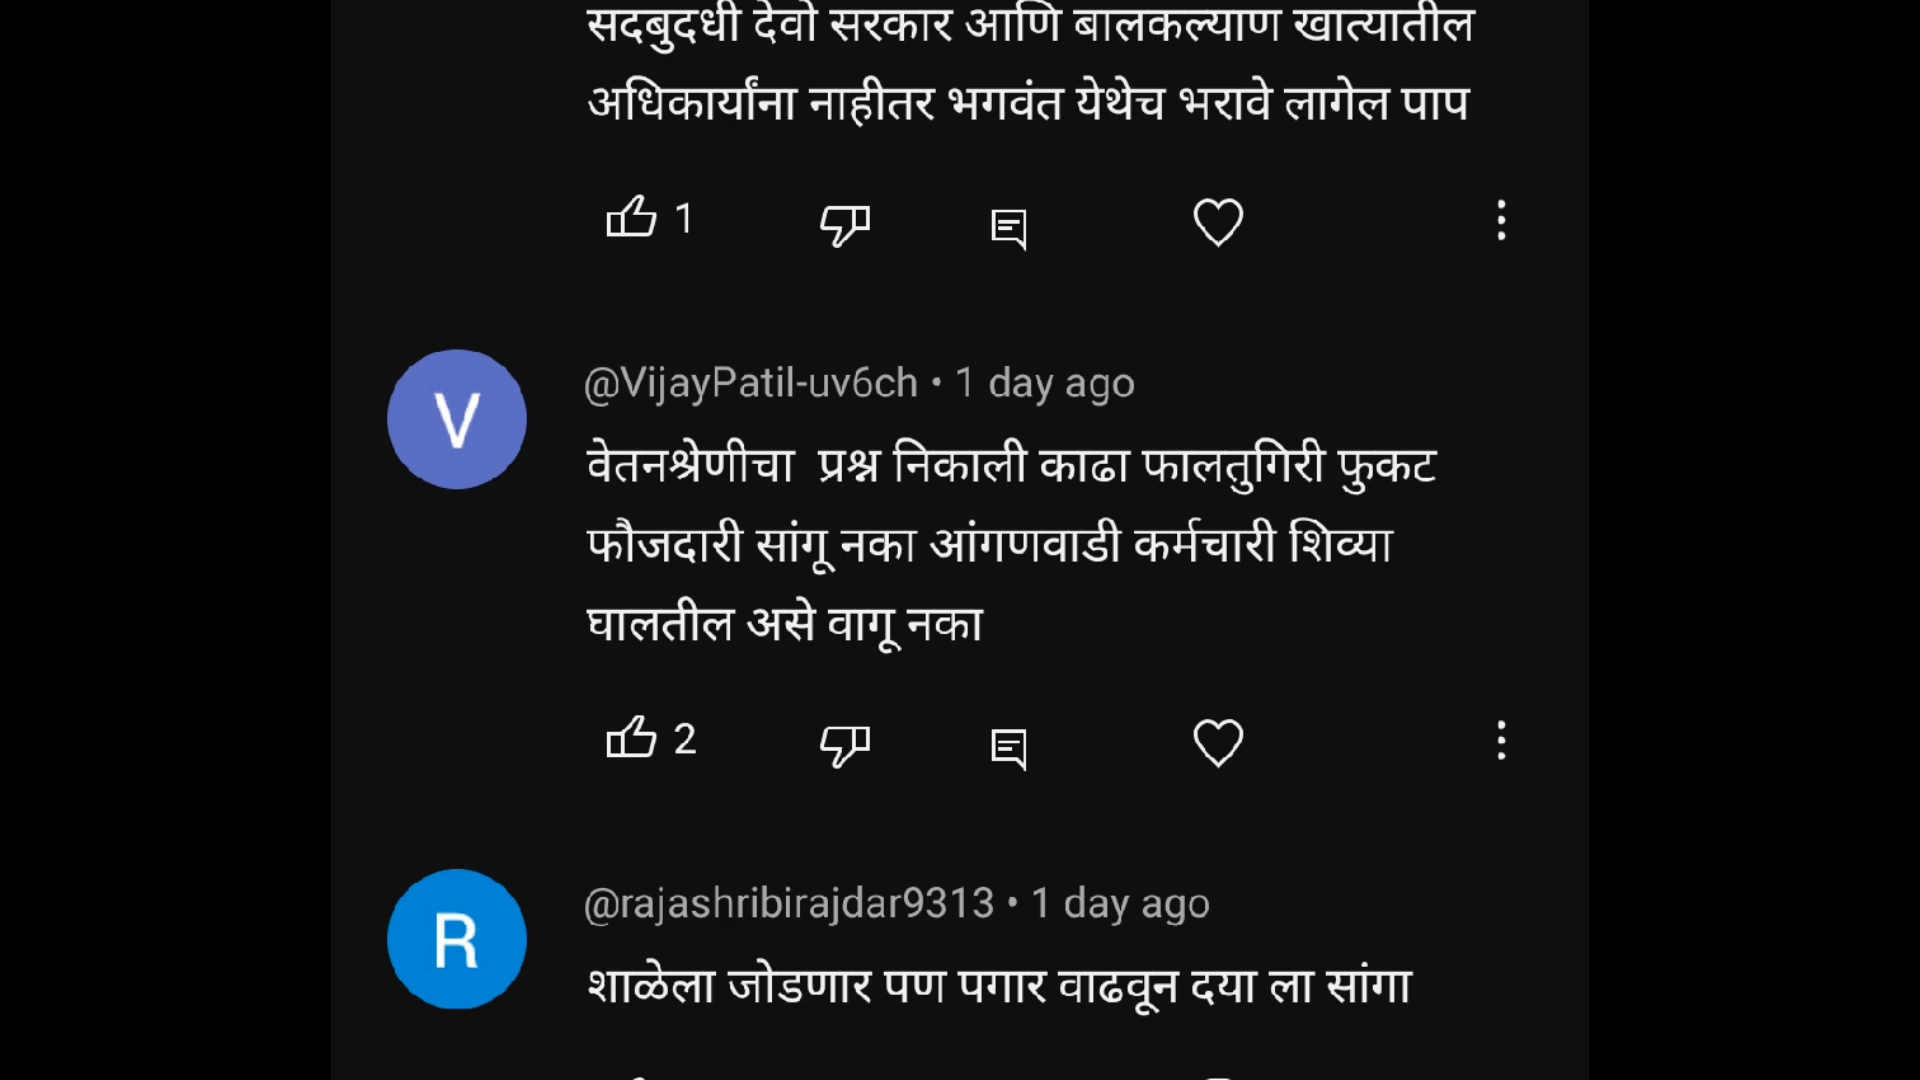 सदबुदधी देवो सरकार आणि बालकल्याण खात्यातील
अधिकार्यांना नाहीतर भगवंत येथेच भरावे लागेल पाप
1
@VijayPatil-uv6ch • 1 day ago
वेतनश्रेणीचा  प्रश्न निकाली काढा फालतुगिरी फुकट
फौजदारी सांगू नका आंगणवाडी कर्मचारी शिव्या
घालतील असे वागू नका
2
@rajashribirajdar9313 • 1 day ago
शाळेला जोडणार पण पगार वाढवून दया ला सांगा
V
R